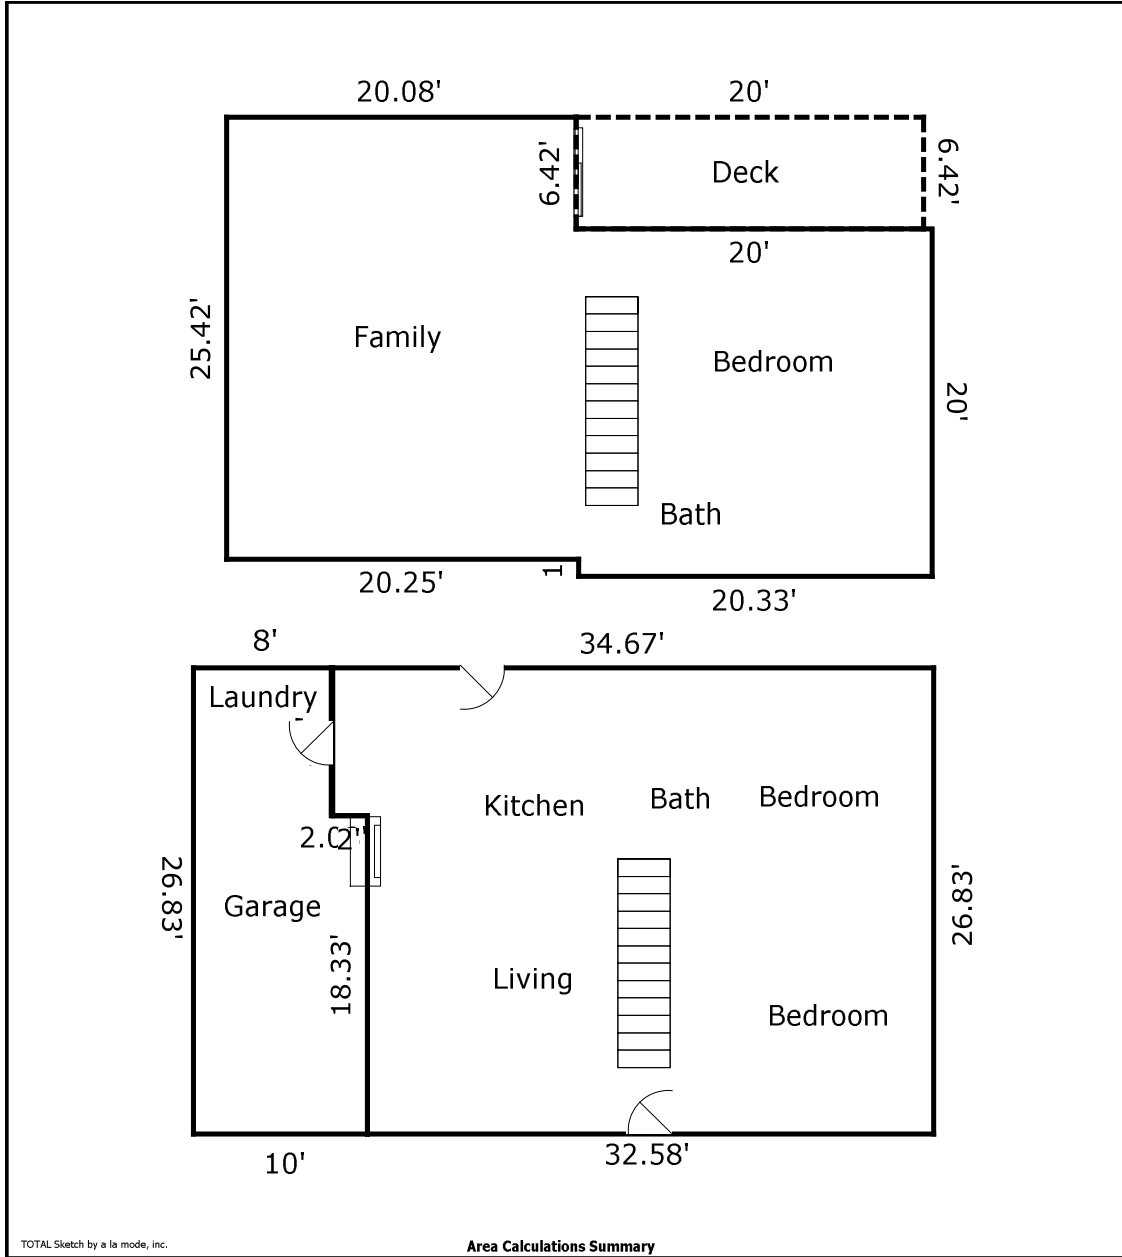 20.08' 20'
6.42' Deck 6.42'
20'
25.42' Family Bedroom 20'
Bath
20.25' 1 20.33'
8' 34.67'
Laundry
Kitchen Bath Bedroom
2'
26.83' Garage 26.83'
18.33' Living
Bedroom
10' 32.58'
TOTAL Sketch by a la mode, inc. Area Calculations Summary